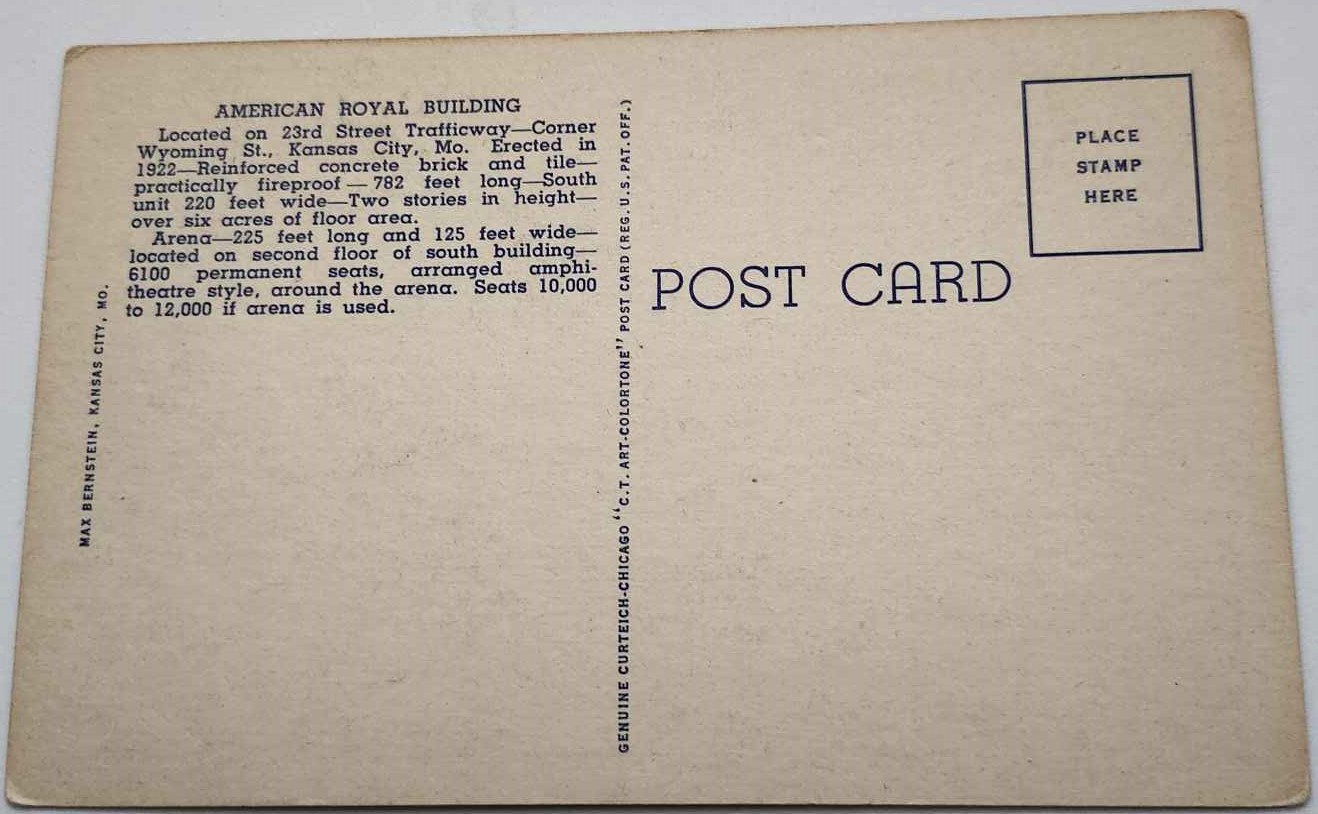 AMERICAN ROYAL BUILDING
Located on 23rd Street Trafficway—Corner
Wyoming St., Kansas City, Mo. Erected in
1922—Reinforced concrete brick and tile—
practically fireproof — 782 feet long—South
unit 220 feet wide—Two stories in height—
over six acres of floor area.
Arena—225 feet long and 125 feet wide—
located on second floor of south building—
6100 permanent seats, arranged amphi-
theatre style, around the arena. Seats 10,000
to 12,000 if arena is used.
MAX BERNSTEIN, KANSAS CITY, MO.
GENUINE CURTEICH-CHICAGO "C.T. ART-COLORTONE" POST CARD (REG. U.S. PAT. OFF.)
POST CARD
PLACE
STAMP
HERE